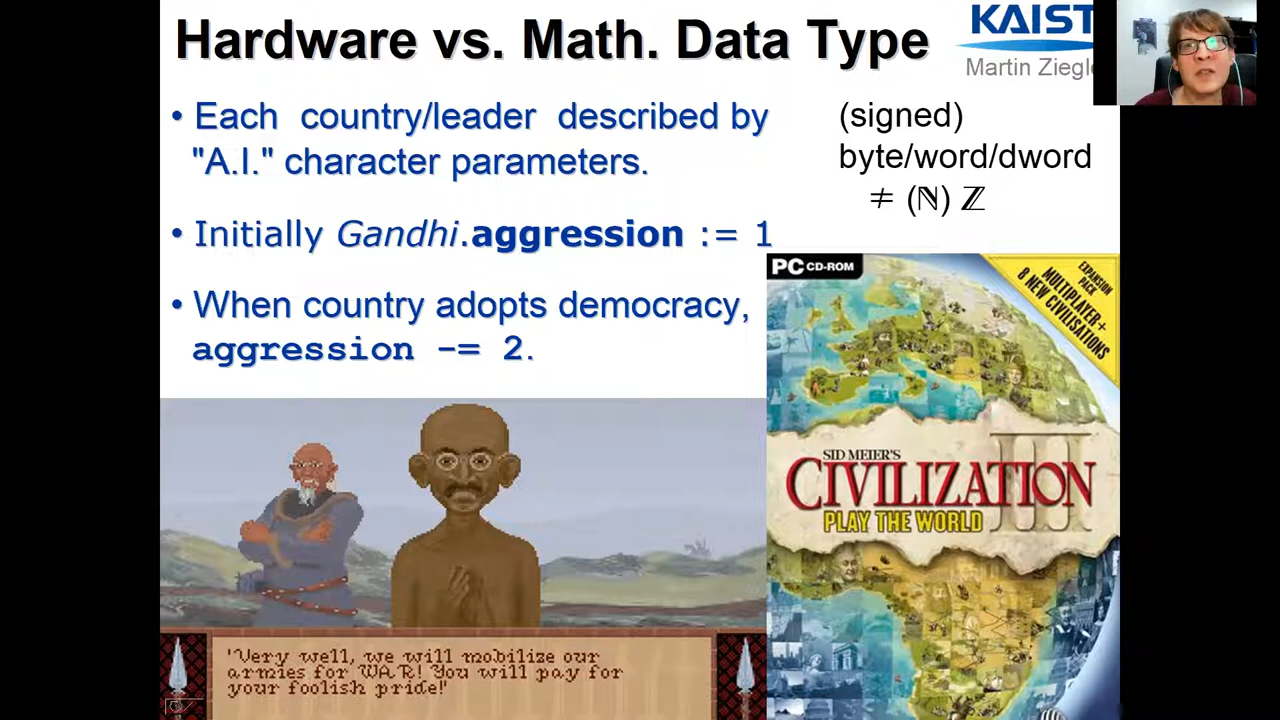 Hardware vs. Math. Data Type
KAIST
Martin Ziegl
• Each country/leader described by
"A.I." character parameters.
• Initially Gandhi.aggression := 1
• When country adopts democracy,
aggression -= 2.
(signed)
byte/word/dword
≠ (ℕ) ℤ
PC CD-ROM
EXPANSION
PACK
MULTIPLAYER+
8 NEW CIVILISATIONS
SID MEIER'S
CIVILIZATION III
PLAY THE WORLD
'Very well, we will mobilize our
armies for WAR! You will pay for
your foolish pride!'